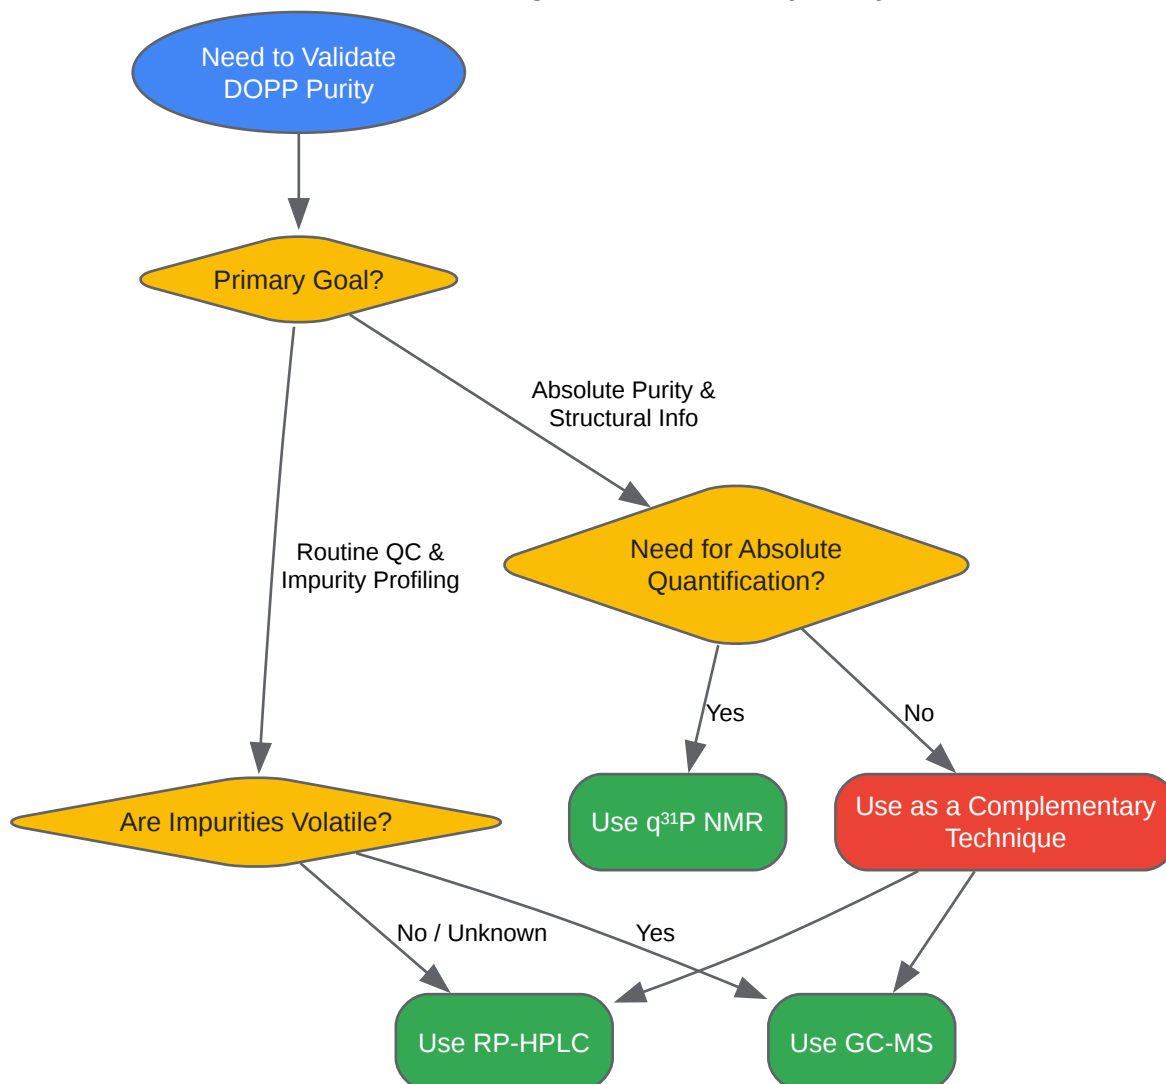 Need to Validate
DOPP Purity
Primary Goal?
Absolute Purity &
Structural Info
Routine QC &
Impurity Profiling
Need for Absolute
Quantification?
Yes
No
Are Impurities Volatile?
Use q³¹P NMR
Use as a Complementary
Technique
No / Unknown
Yes
Use RP-HPLC
Use GC-MS